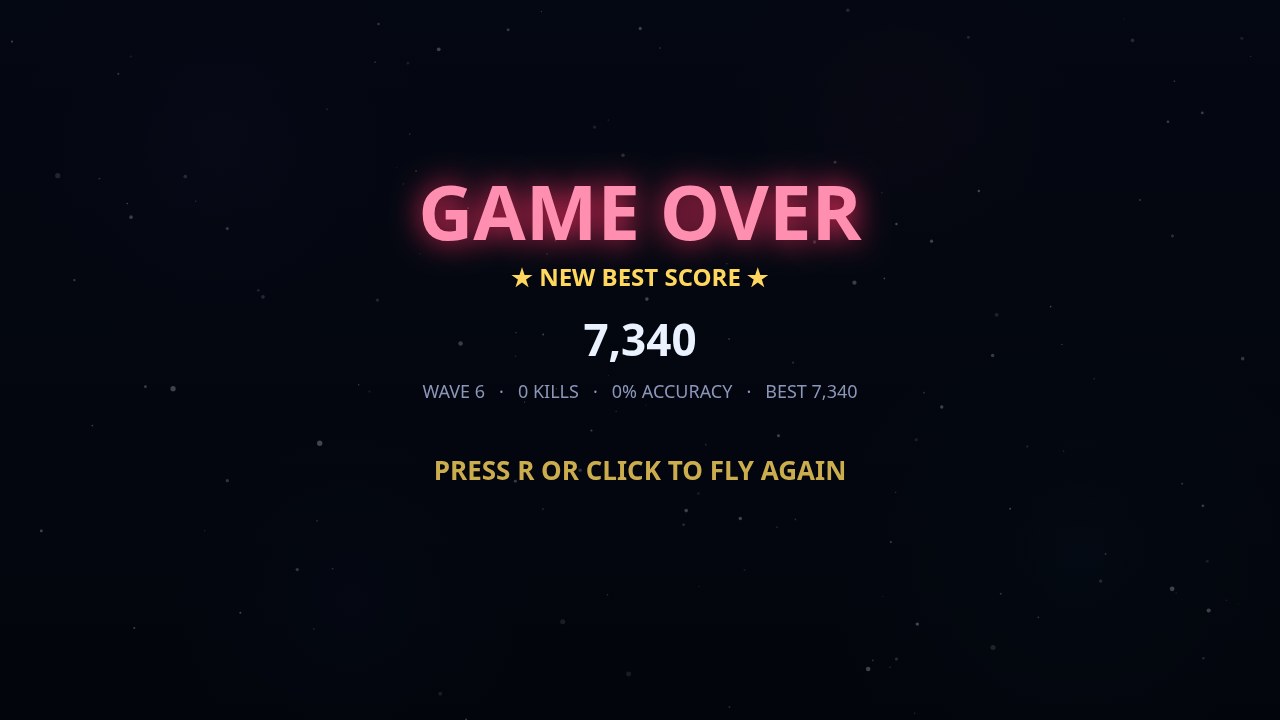 GAME OVER
★ NEW BEST SCORE ★
7,340
WAVE 6 · 0 KILLS · 0% ACCURACY · BEST 7,340
PRESS R OR CLICK TO FLY AGAIN